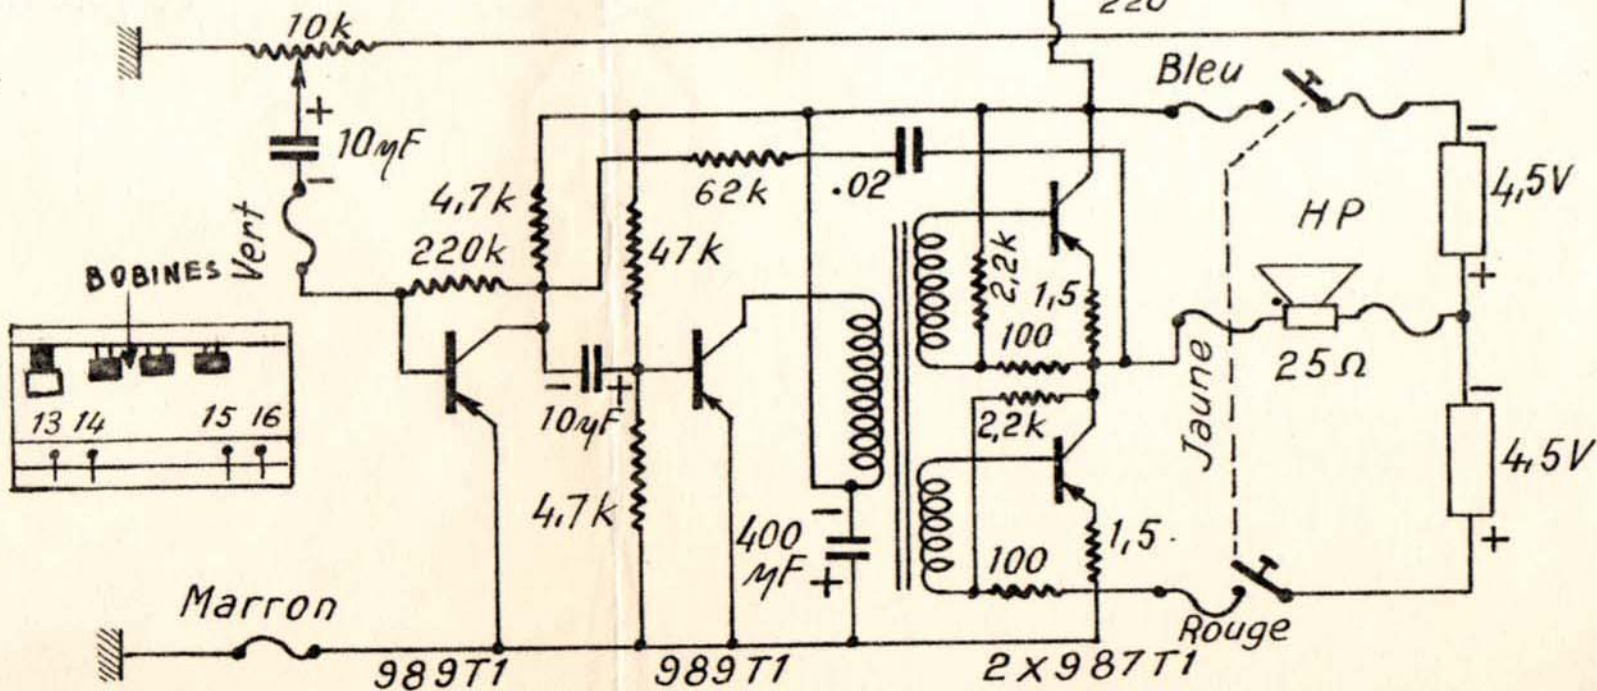 220
10k
Bleu
+
10µF
-
-
4,5V
62k
.02
4,7k
Vert
HP
220k
47k
2,2k
BOBINES
1,5
+
100
25Ω
-
Jaune
13 14 15 16
- +
2,2k
10µF
4,5V
4,7k
-
400
µF
1,5
+
100
+
Marron
Rouge
989T1 989T1 2x987T1